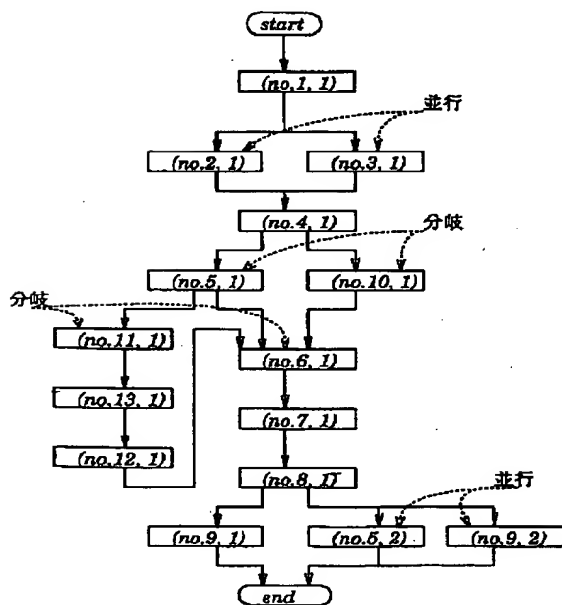 start
(no.1, 1)
並行
(no.2, 1) (no.3, 1)
(no.4, 1)
分岐
(no.5, 1) (no.10, 1)
分岐
(no.11, 1)
(no.6, 1)
(no.13, 1)
(no.7, 1)
(no.12, 1)
(no.8, 1)
並行
(no.9, 1) (no.5, 2) (no.9, 2)
end